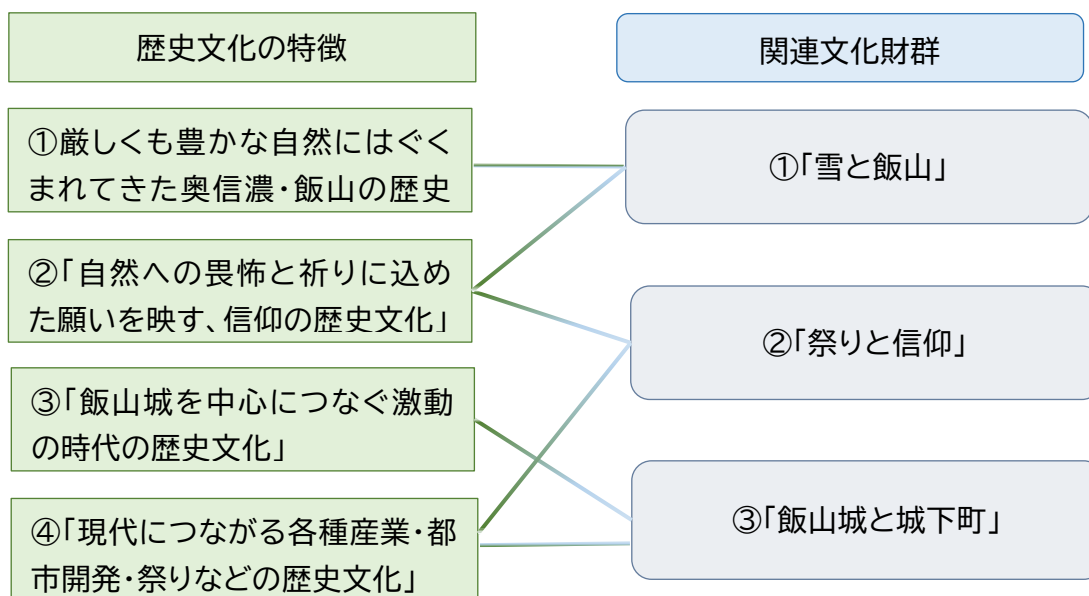 歴史文化の特徴
関連文化財群
①厳しくも豊かな自然にはぐく
まれてきた奥信濃・飯山の歴史
②「自然への畏怖と祈りに込め
た願いを映す、信仰の歴史文化」
③「飯山城を中心につなぐ激動
の時代の歴史文化」
④「現代につながる各種産業・都
市開発・祭りなどの歴史文化」
①「雪と飯山」
②「祭りと信仰」
③「飯山城と城下町」